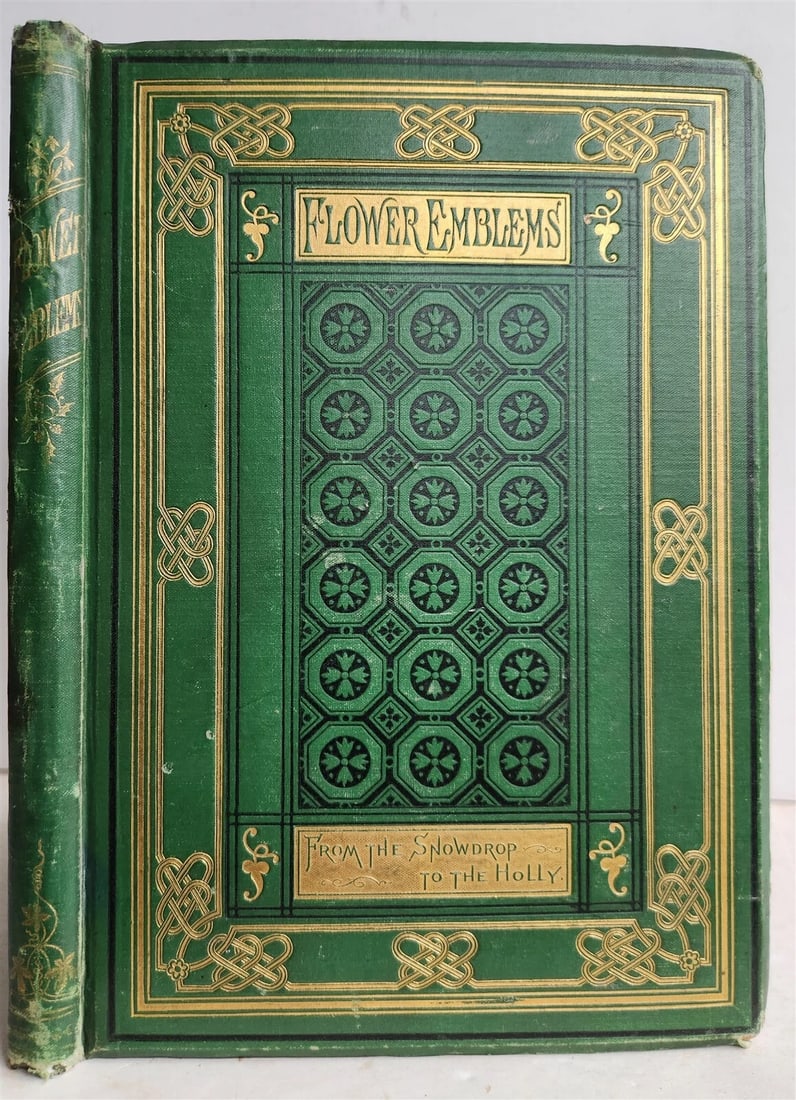 FLOWER EMBLEMS
FROM THE SNOWDROP
TO THE HOLLY.